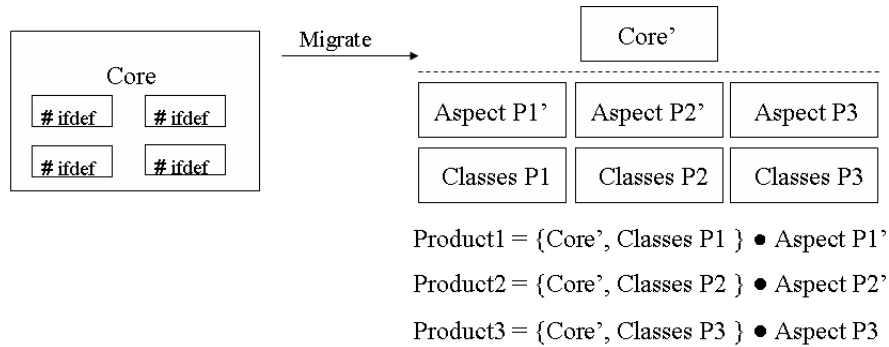 Core
# ifdef
# ifdef
# ifdef
# ifdef
Migrate
Core’
Aspect P1’
Aspect P2’
Aspect P3
Classes P1
Classes P2
Classes P3
Product1 = {Core’, Classes P1 } ● Aspect P1’
Product2 = {Core’, Classes P2 } ● Aspect P2’
Product3 = {Core’, Classes P3 } ● Aspect P3